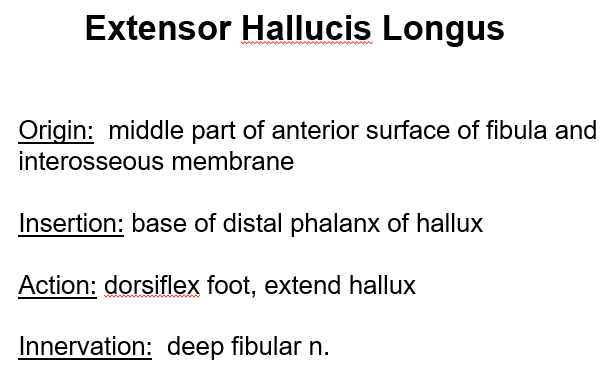 Extensor Hallucis Longus
Origin:  middle part of anterior surface of fibula and
interosseous membrane
Insertion: base of distal phalanx of hallux
Action: dorsiflex foot, extend hallux
Innervation:  deep fibular n.